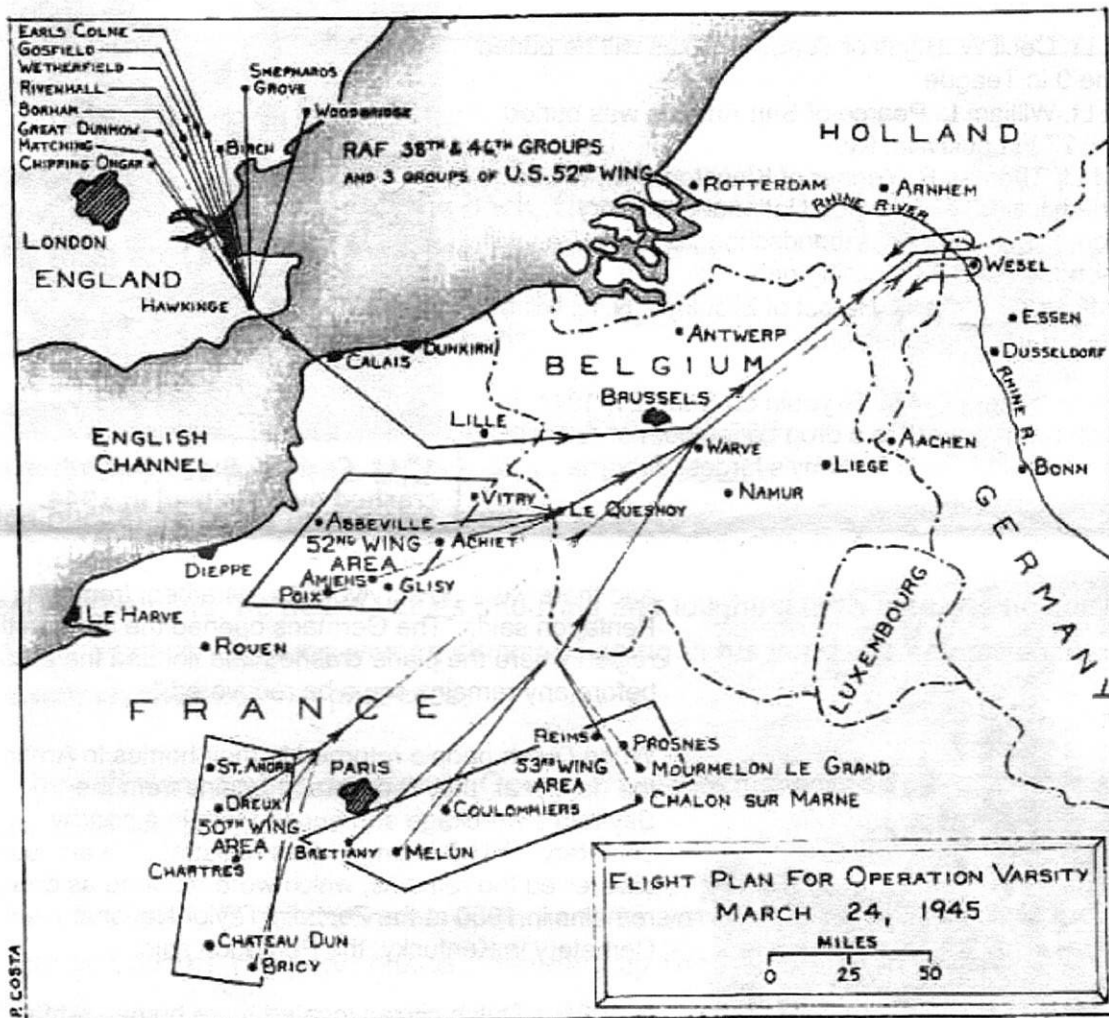 EARLS COLNE
GOSFIELD
WETHERFIELD
RIVENHALL
BORHAM
GREAT DUNMOW
MATCHING
CHIPPING ONGAR
SHEPHARDS
GROVE
WOODBRIDGE
BIRCH
RAF 38TH & 46TH GROUPS
AND 3 GROUPS OF U.S. 52ND WING
LONDON
ENGLAND
HAWKINGE
HOLLAND
ROTTERDAM
ARNHEM
RHINE RIVER
WESEL
ESSEN
DUSSELDORF
RHINE R.
ANTWERP
BELGIUM
BRUSSELS
CALAIS
DUNKIRK
LILLE
WARVE
AACHEN
LIEGE
BONN
NAMUR
GERMANY
ENGLISH
CHANNEL
VITRY
LE QUESNOY
ABBEVILLE
ACHIET
52ND WING
AREA
AMIENS
GLISY
POIX
DIEPPE
LE HARVE
ROUEN
LUXEMBOURG
FRANCE
REIMS
PROSNES
53RD WING
AREA
MOURMELON LE GRAND
CHALON SUR MARNE
ST. ANDRE
PARIS
DREUX
COULOMMIERS
50TH WING
AREA
BRETIANY
MELUN
CHARTRES
CHATEAU DUN
BRICY
FLIGHT PLAN FOR OPERATION VARSITY
MARCH 24, 1945
MILES
0 25 50
P. COSTA